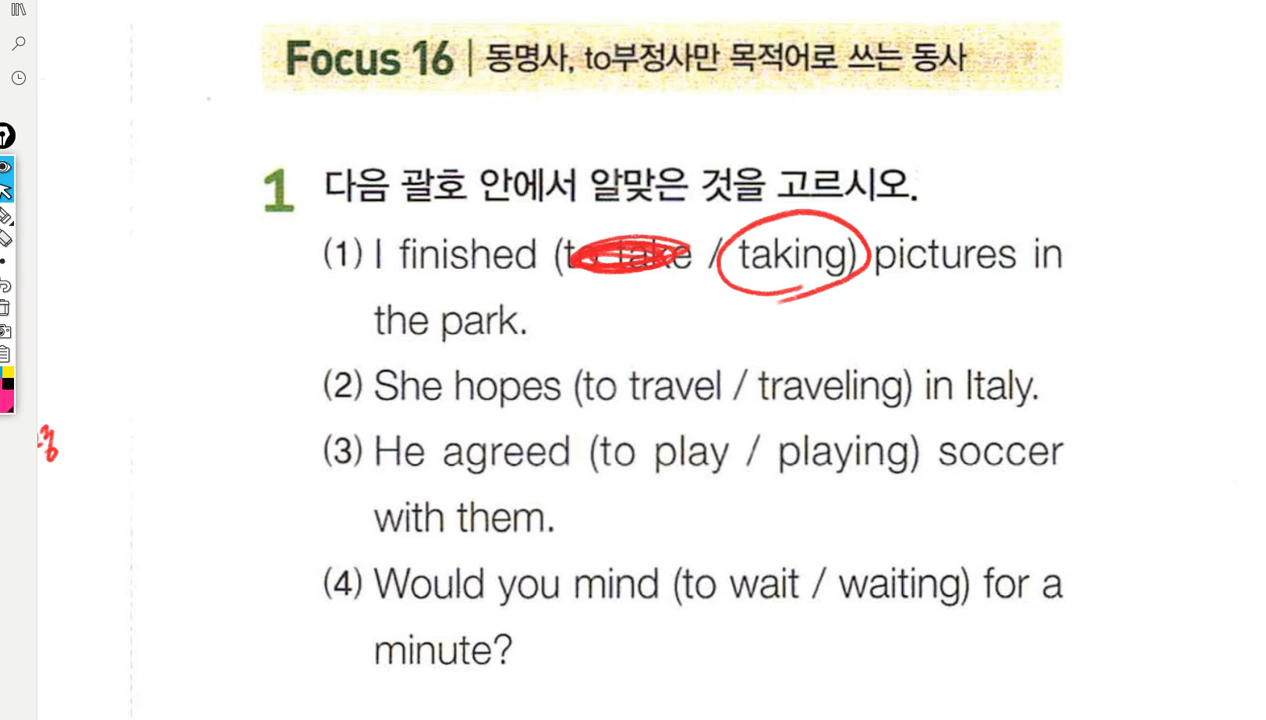 Focus 16 | 동명사, to부정사만 목적어로 쓰는 동사
1 다음 괄호 안에서 알맞은 것을 고르시오.
(1) I finished (to take / taking) pictures in
the park.
(2) She hopes (to travel / traveling) in Italy.
(3) He agreed (to play / playing) soccer
with them.
(4) Would you mind (to wait / waiting) for a
minute?